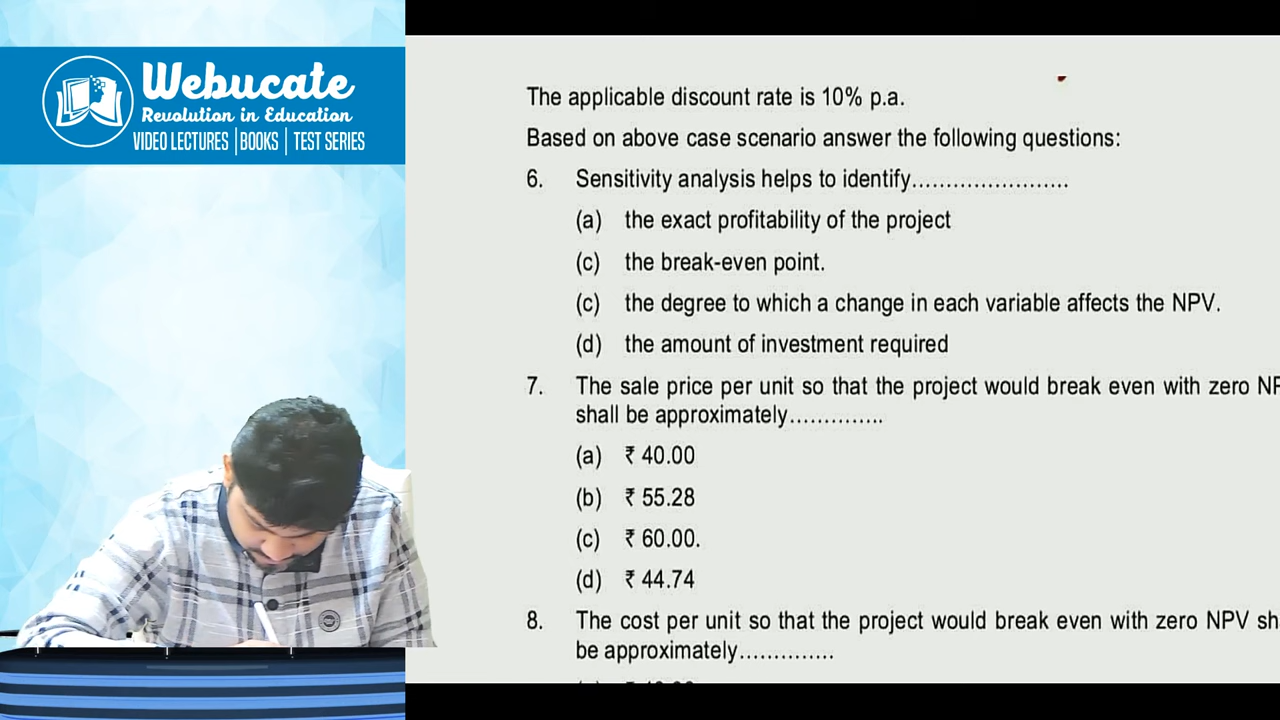 Webucate
Revolution in Education
VIDEO LECTURES | BOOKS | TEST SERIES
The applicable discount rate is 10% p.a.
Based on above case scenario answer the following questions:
6. Sensitivity analysis helps to identify.......................
(a) the exact profitability of the project
(c) the break-even point.
(c) the degree to which a change in each variable affects the NPV.
(d) the amount of investment required
7. The sale price per unit so that the project would break even with zero
shall be approximately..............
(a) ₹ 40.00
(b) ₹ 55.28
(c) ₹ 60.00.
(d) ₹ 44.74
8. The cost per unit so that the project would break even with zero NPV
be approximately..............